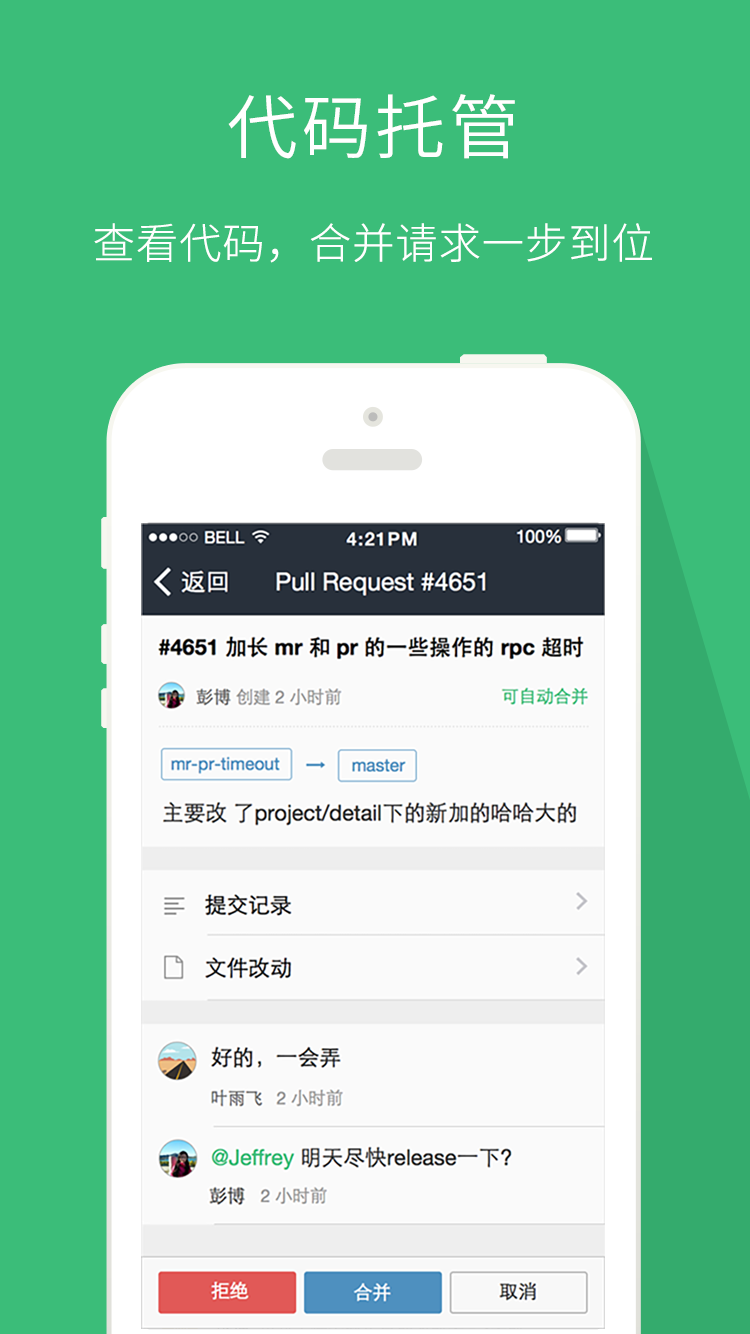 代码托管
查看代码，合并请求一步到位
BELL 4:21PM 100%
返回 Pull Request #4651
#4651 加长 mr 和 pr 的一些操作的 rpc 超时
彭博 创建 2 小时前 可自动合并
mr-pr-timeout → master
主要改 了project/detail下的新加的哈哈大的
提交记录
文件改动
好的，一会弄
叶雨飞 2 小时前
@Jeffrey 明天尽快release一下?
彭博 2 小时前
拒绝 合并 取消